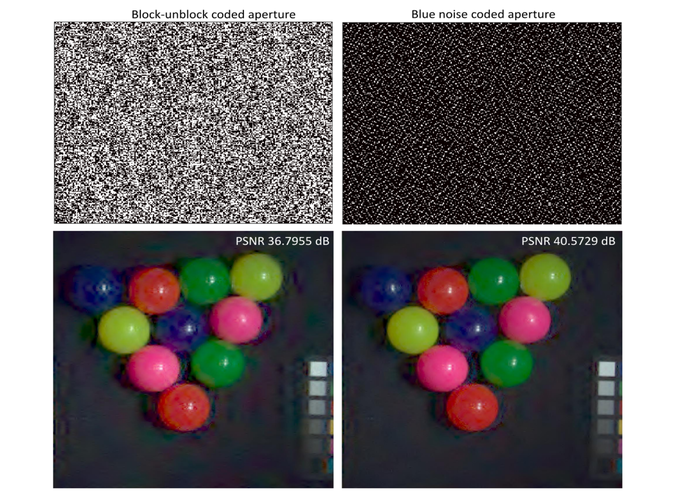 Block-unblock coded aperture
Blue noise coded aperture
PSNR 36.7955 dB
PSNR 40.5729 dB